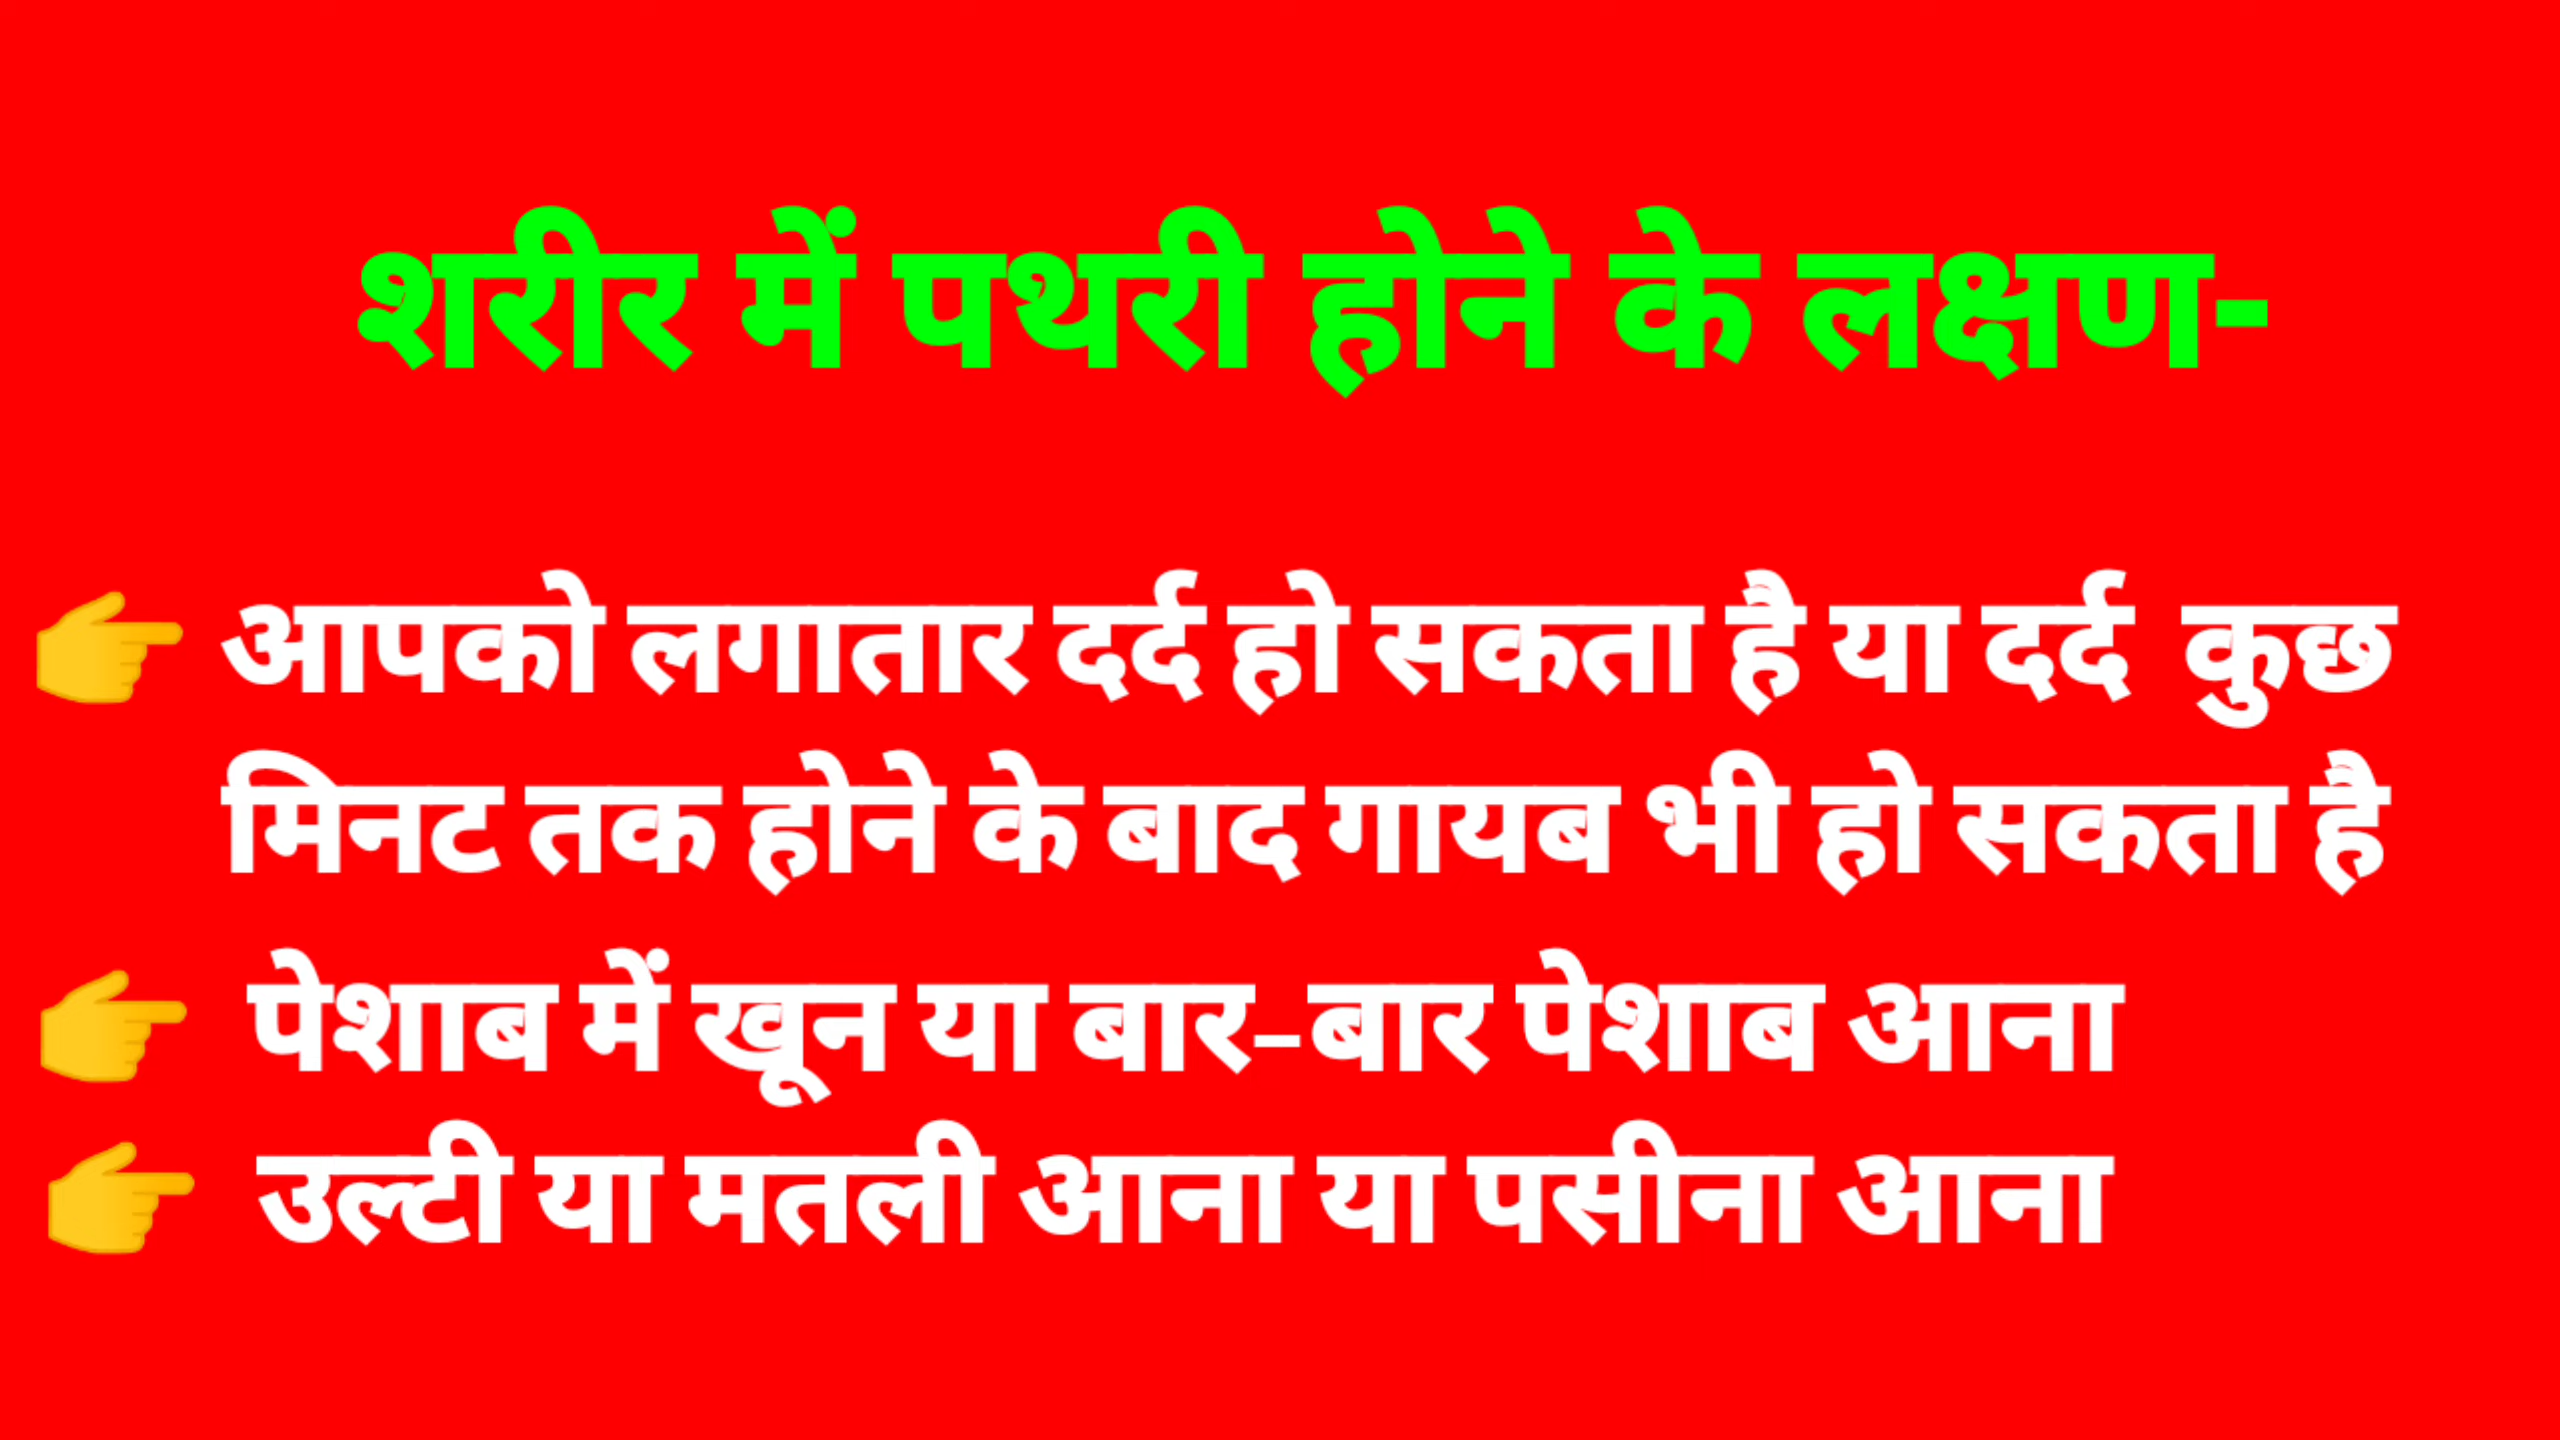 शरीर में पथरी होने के लक्षण-
👉 आपको लगातार दर्द हो सकता है या दर्द कुछ
मिनट तक होने के बाद गायब भी हो सकता है
👉 पेशाब में खून या बार-बार पेशाब आना
👉 उल्टी या मतली आना या पसीना आना